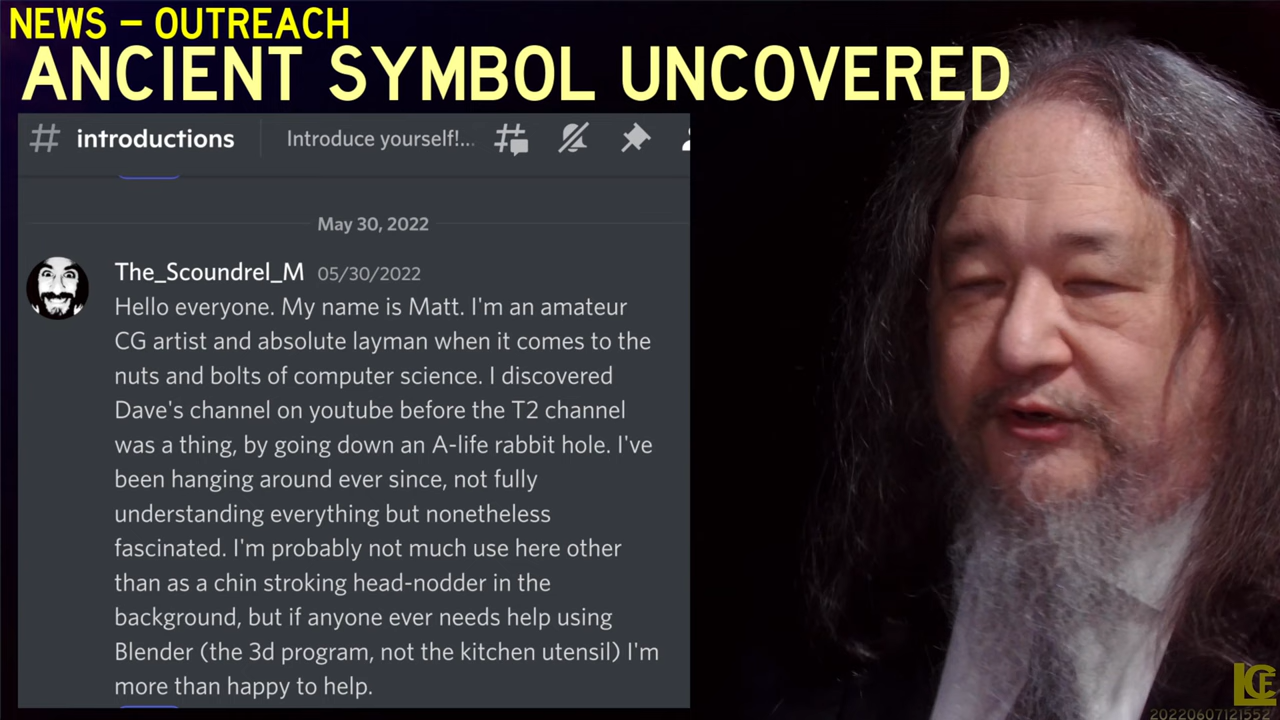 NEWS – OUTREACH
ANCIENT SYMBOL UNCOVERED
# introductions Introduce yourself!...
May 30, 2022
The_Scoundrel_M 05/30/2022
Hello everyone. My name is Matt. I'm an amateur
CG artist and absolute layman when it comes to the
nuts and bolts of computer science. I discovered
Dave's channel on youtube before the T2 channel
was a thing, by going down an A-life rabbit hole. I've
been hanging around ever since, not fully
understanding everything but nonetheless
fascinated. I'm probably not much use here other
than as a chin stroking head-nodder in the
background, but if anyone ever needs help using
Blender (the 3d program, not the kitchen utensil) I'm
more than happy to help.
20220607121552